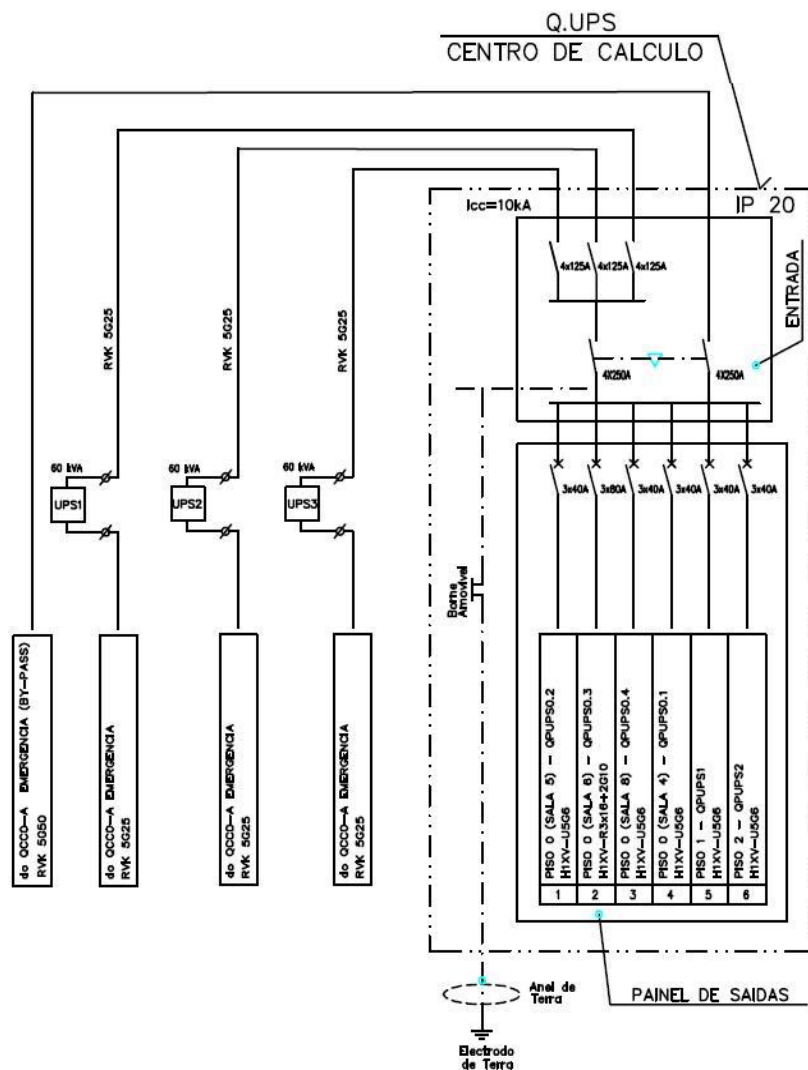 Q.UPS
CENTRO DE CALCULO
Icc=10kA
IP 20
4x125A
4x125A
4x125A
ENTRADA
4X250A
4X250A
RVK 5G25
RVK 5G25
RVK 5G25
60 kVA
UPS1
60 kVA
UPS2
60 kVA
UPS3
3x40A
3x80A
3x40A
3x40A
3x40A
3x40A
Borne
Amovível
do QCCO-A EMERGENCIA (BY-PASS)
RVK 5G50
do QCCO-A EMERGENCIA
RVK 5G25
do QCCO-A EMERGENCIA
RVK 5G25
do QCCO-A EMERGENCIA
RVK 5G25
PISO 0 (SALA 5) - QPUPS0.2
H1XV-U5G6
1
PISO 0 (SALA 6) - QPUPS0.3
H1XV-R3x16+2G10
2
PISO 0 (SALA 8) - QPUPS0.4
H1XV-U5G6
3
PISO 0 (SALA 4) - QPUPS0.1
H1XV-U5G6
4
PISO 1 - QPUPS1
H1XV-U5G6
5
PISO 2 - QPUPS2
H1XV-U5G6
6
Anel de
Terra
PAINEL DE SAIDAS
Electrodo
de Terra